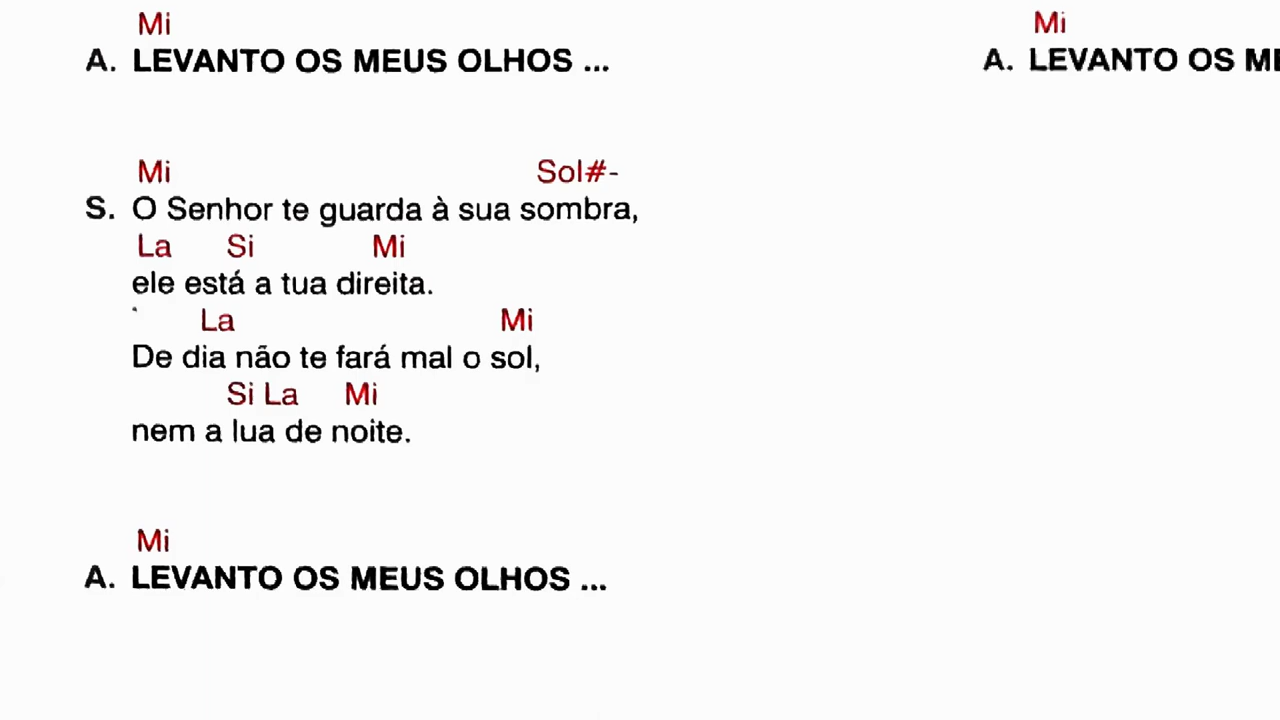 Mi
A. LEVANTO OS MEUS OLHOS ...
Mi Sol#-
S. O Senhor te guarda à sua sombra,
La Si Mi
ele está a tua direita.
La Mi
De dia não te fará mal o sol,
Si La Mi
nem a lua de noite.
Mi
A. LEVANTO OS MEUS OLHOS ...
Mi
A. LEVANTO OS